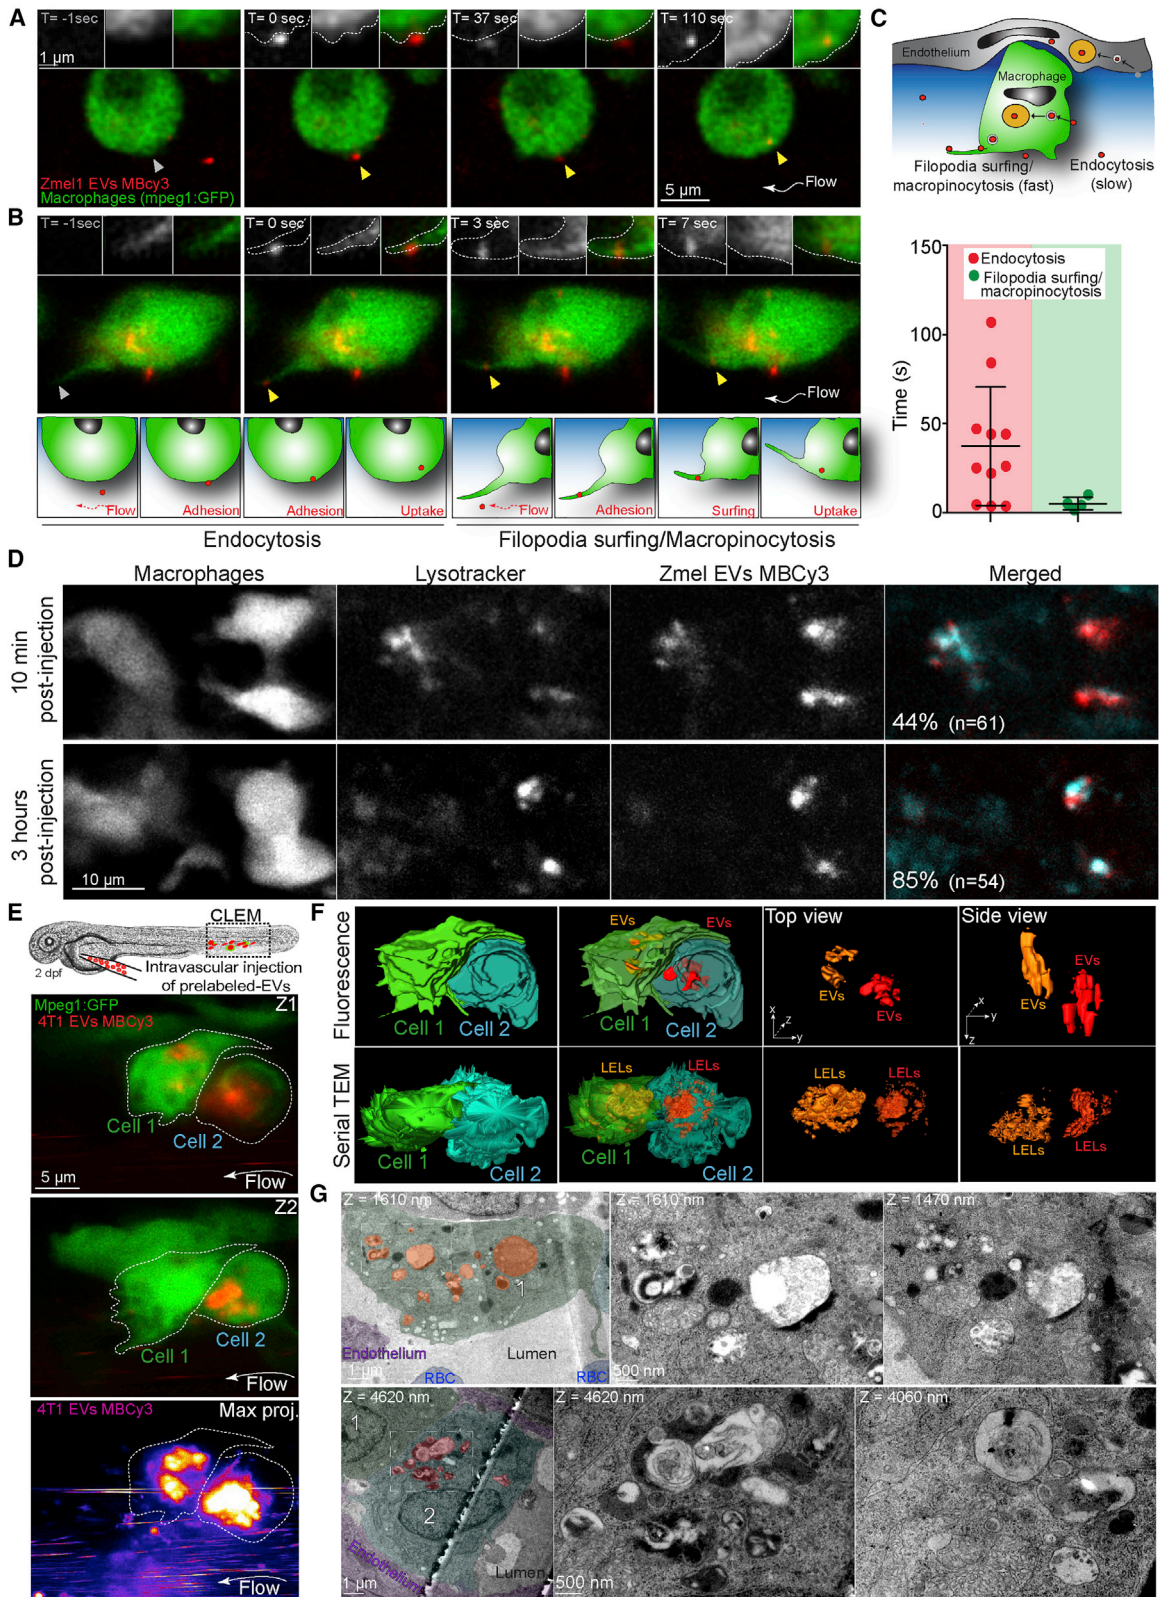 A
T= -1sec
T= 0 sec
T= 37 sec
T= 110 sec
1 µm
Zmel1 EVs MBcy3
Macrophages (mpeg1:GFP)
5 µm
Flow
B
T= -1sec
T= 0 sec
T= 3 sec
T= 7 sec
Flow
Flow
Adhesion
Adhesion
Uptake
Flow
Adhesion
Surfing
Uptake
Endocytosis
Filopodia surfing/Macropinocytosis
C
Endothelium
Macrophage
Filopodia surfing/
macropinocytosis (fast)
Endocytosis
(slow)
150
100
50
0
Time (s)
Endocytosis
Filopodia surfing/
macropinocytosis
D
Macrophages
Lysotracker
Zmel EVs MBCy3
Merged
10 min
post-injection
44% (n=61)
3 hours
post-injection
10 µm
85% (n=54)
E
CLEM
2 dpf
Intravascular injection
of prelabeled-EVs
Mpeg1:GFP
4T1 EVs MBCy3
Z1
Cell 1
Cell 2
5 µm
Flow
Z2
Cell 1
Cell 2
Flow
4T1 EVs MBCy3
Max proj.
Flow
F
Fluorescence
Cell 1
Cell 2
EVs
EVs
Cell 1
Cell 2
Top view
EVs
EVs
x
z
y
Side view
EVs
EVs
x
y
z
Serial TEM
Cell 1
Cell 2
LELs
LELs
Cell 1
Cell 2
LELs
LELs
LELs
LELs
G
Z = 1610 nm
1
Endothelium
Lumen
1 µm
RBC
RBC
Z = 1610 nm
500 nm
Z = 1470 nm
Z = 4620 nm
1
2
Endothelium
Lumen
1 µm
Z = 4620 nm
500 nm
Z = 4060 nm